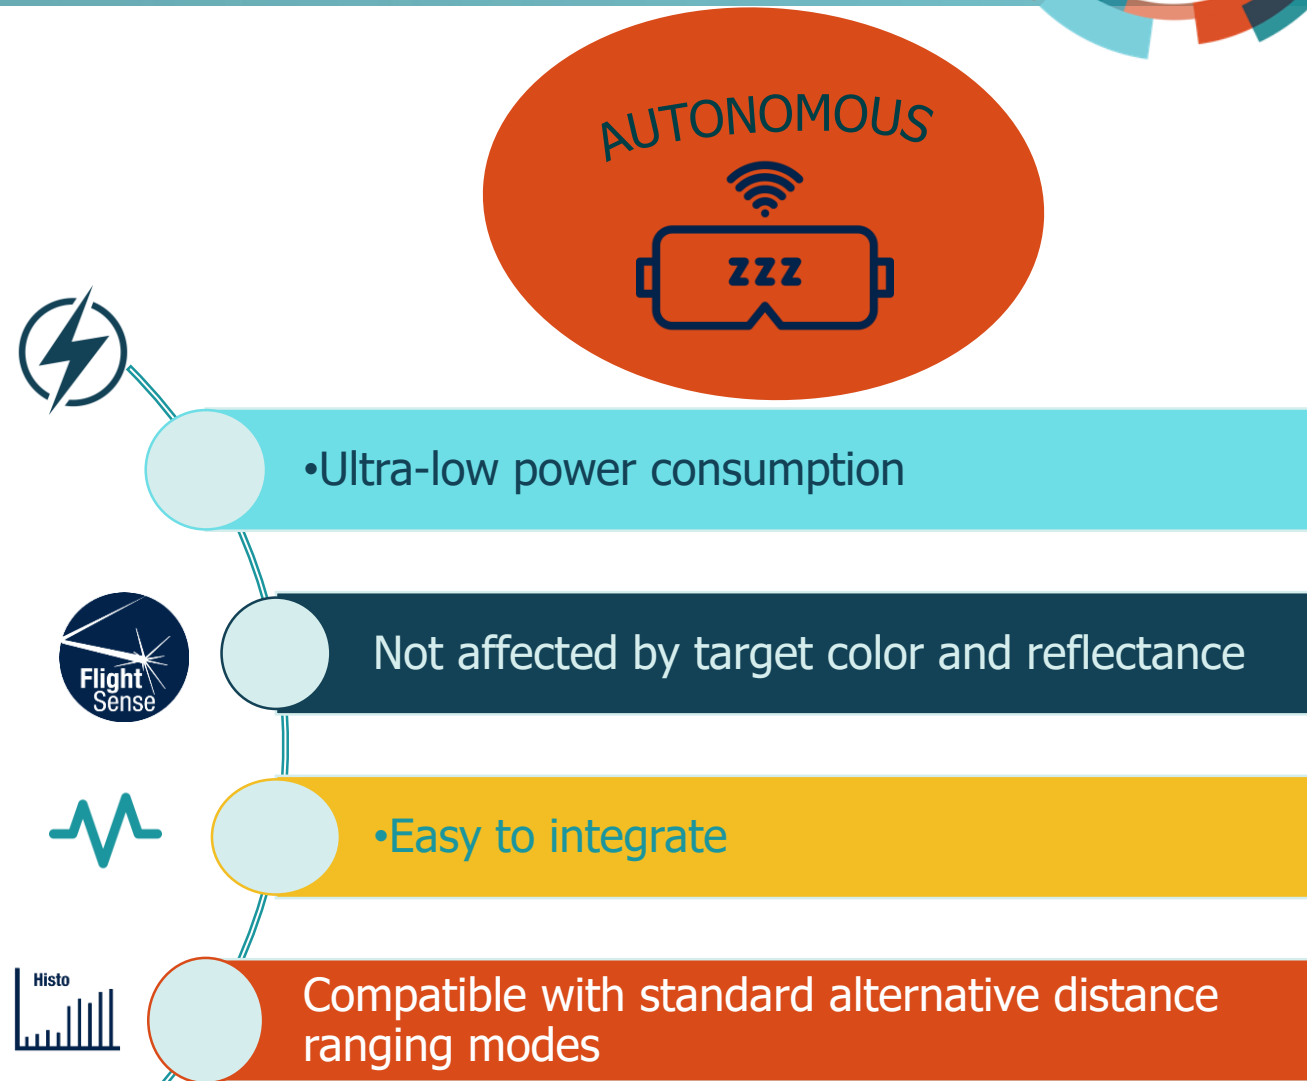 AUTONOMOUS
zzz
•Ultra-low power consumption
Flight
Sense
Not affected by target color and reflectance
•Easy to integrate
Histo
Compatible with standard alternative distance
ranging modes